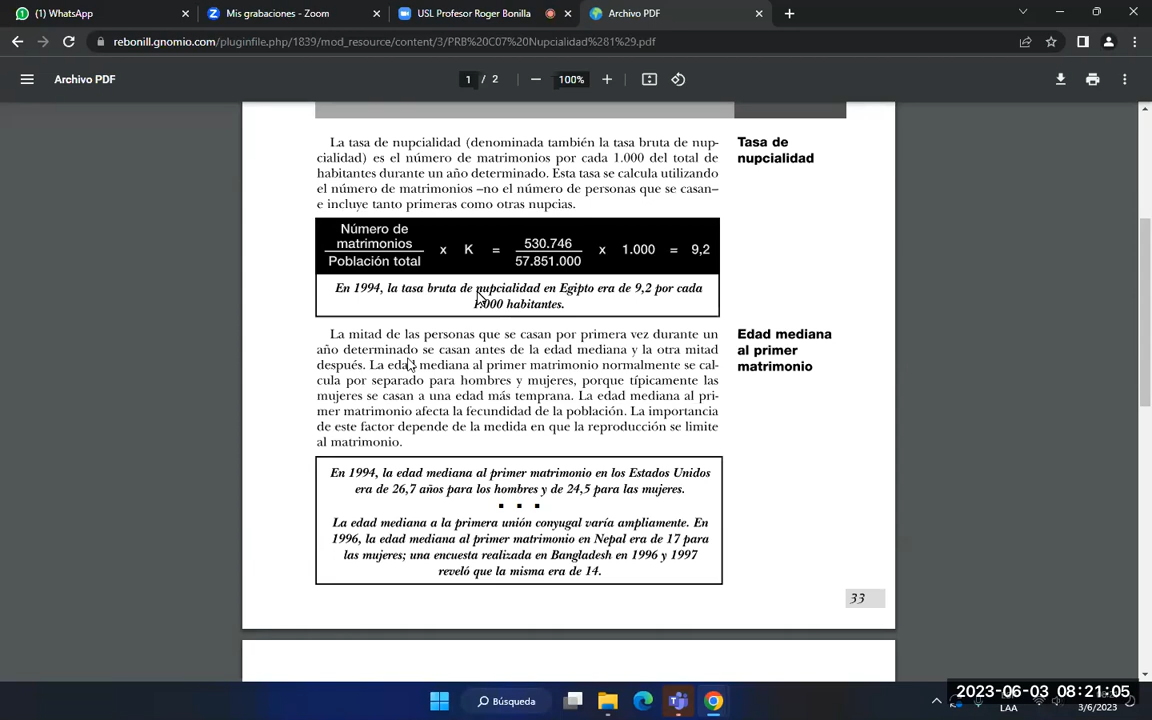 (1) WhatsApp
Mis grabaciones - Zoom
USL Profesor Roger Bonilla
Archivo PDF
rebonill.gnomio.com/pluginfile.php/1839/mod_resource/content/3/PRB%20C07%20Nupcialidad%281%29.pdf
Archivo PDF
1 / 2
100%
La tasa de nupcialidad (denominada también la tasa bruta de nup-
cialidad) es el número de matrimonios por cada 1.000 del total de
habitantes durante un año determinado. Esta tasa se calcula utilizando
el número de matrimonios –no el número de personas que se casan–
e incluye tanto primeras como otras nupcias.
Tasa de
nupcialidad
Número de
matrimonios
Población total
x K = 530.746 x 1.000 = 9,2
57.851.000
En 1994, la tasa bruta de nupcialidad en Egipto era de 9,2 por cada
1.000 habitantes.
La mitad de las personas que se casan por primera vez durante un
año determinado se casan antes de la edad mediana y la otra mitad
después. La edad mediana al primer matrimonio normalmente se cal-
cula por separado para hombres y mujeres, porque típicamente las
mujeres se casan a una edad más temprana. La edad mediana al pri-
mer matrimonio afecta la fecundidad de la población. La importancia
de este factor depende de la medida en que la reproducción se limite
al matrimonio.
Edad mediana
al primer
matrimonio
En 1994, la edad mediana al primer matrimonio en los Estados Unidos
era de 26,7 años para los hombres y de 24,5 para las mujeres.
La edad mediana a la primera unión conyugal varía ampliamente. En
1996, la edad mediana al primer matrimonio en Nepal era de 17 para
las mujeres; una encuesta realizada en Bangladesh en 1996 y 1997
reveló que la misma era de 14.
33
Búsqueda
LAA
2023-06-03 08:21:05
3/6/2023